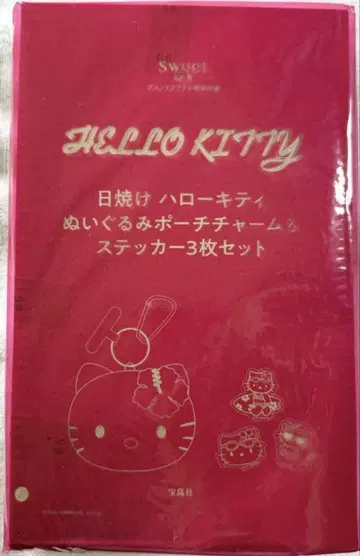 sweet
HELLO KITTY
日焼け ハローキティ
ぬいぐるみポーチチャーム&
ステッカー3枚セット
宝島社